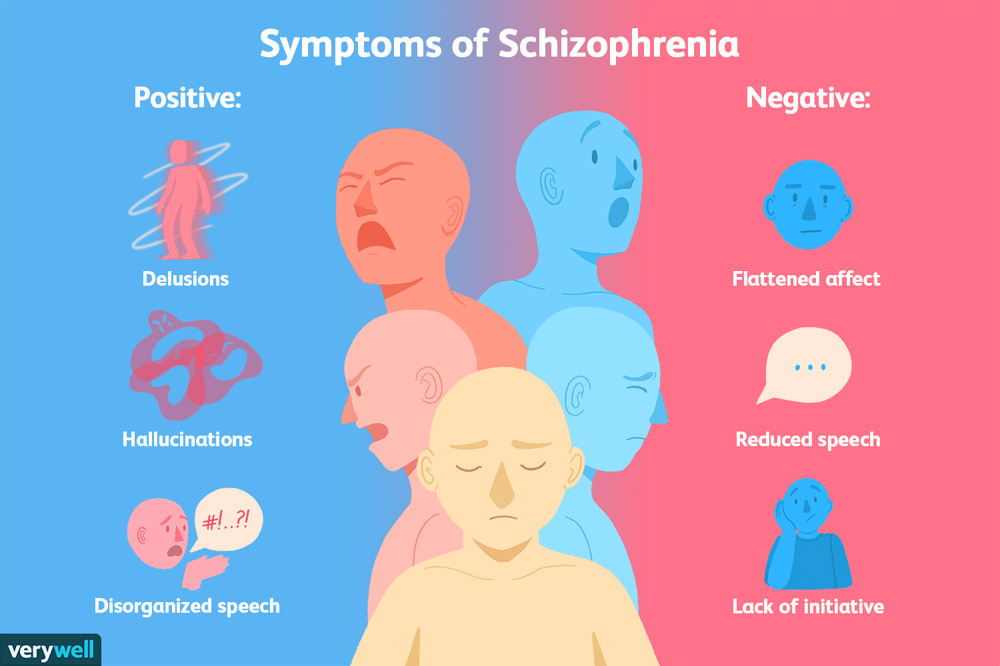 Symptoms of Schizophrenia
Positive:
Delusions
Hallucinations
#!..?!
Disorganized speech
Negative:
Flattened affect
...
Reduced speech
Lack of initiative
verywell